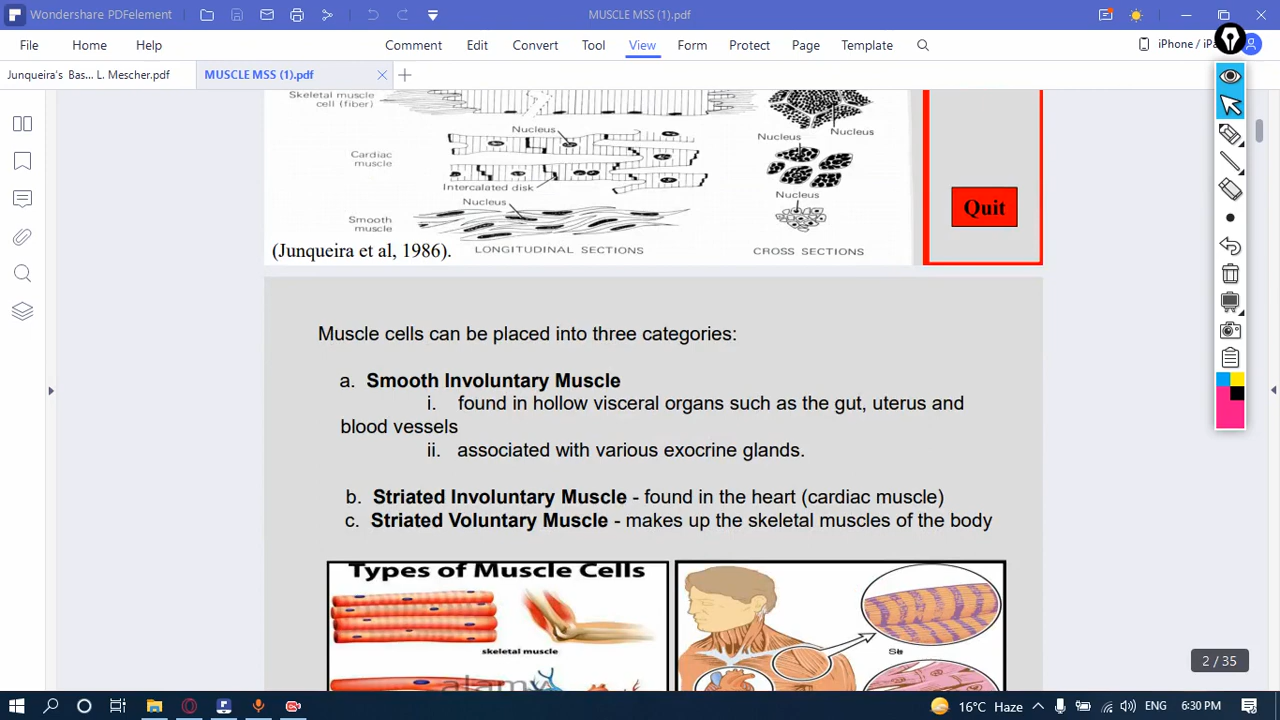 Wondershare PDFelement
MUSCLE MSS (1).pdf
File Home Help Comment Edit Convert Tool View Form Protect Page Template iPhone / iPa
Junqueira's Bas... L. Mescher.pdf MUSCLE MSS (1).pdf
Skeletal muscle
cell (fiber)
Nucleus
Nucleus
Nucleus
Cardiac
muscle
Intercalated disk
Nucleus
Nucleus
Smooth
muscle
(Junqueira et al, 1986).
LONGITUDINAL SECTIONS
CROSS SECTIONS
Quit
Muscle cells can be placed into three categories:
a. Smooth Involuntary Muscle
i. found in hollow visceral organs such as the gut, uterus and
blood vessels
ii. associated with various exocrine glands.
b. Striated Involuntary Muscle - found in the heart (cardiac muscle)
c. Striated Voluntary Muscle - makes up the skeletal muscles of the body
Types of Muscle Cells
skeletal muscle
alamy
2 / 35
16°C Haze ENG 6:30 PM